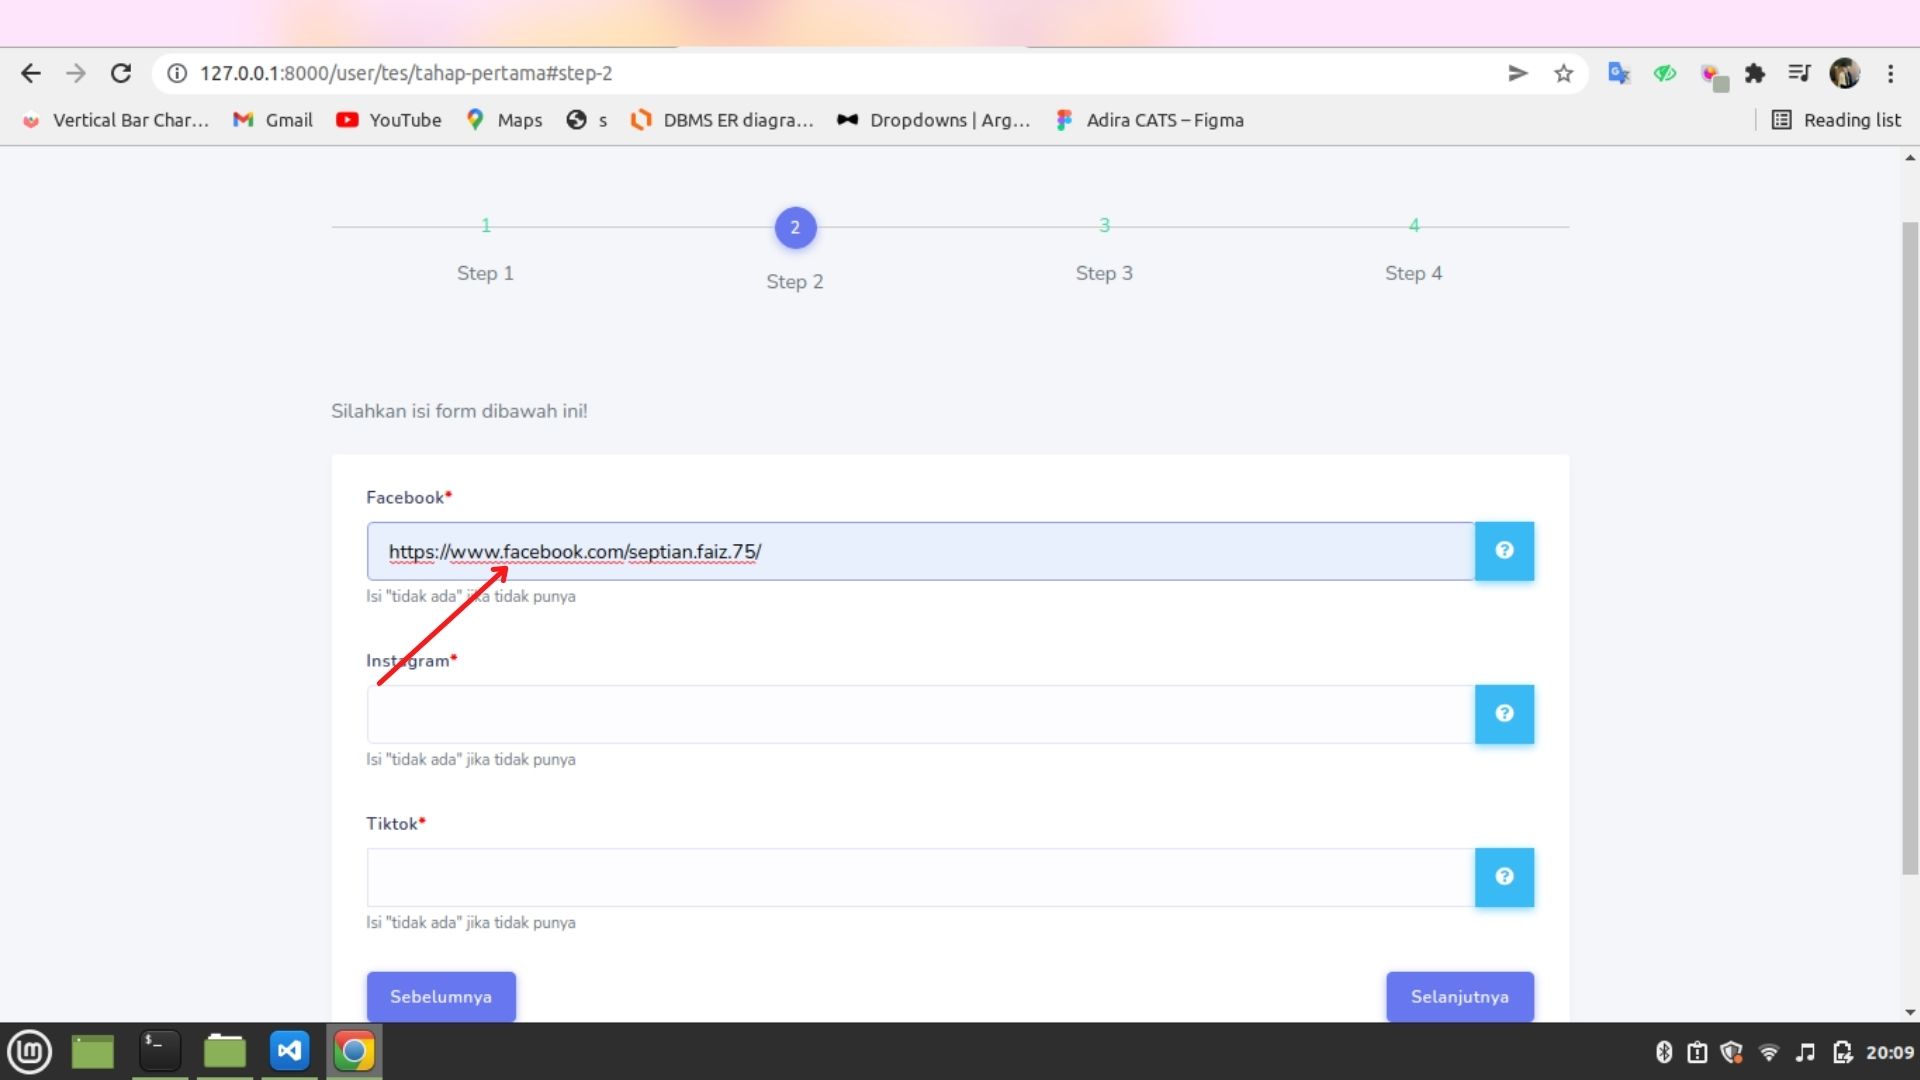 127.0.0.1:8000/user/tes/tahap-pertama#step-2
Vertical Bar Char... Gmail YouTube Maps s DBMS ER diagra... Dropdowns | Arg... Adira CATS – Figma Reading list
1 2 3 4
Step 1 Step 2 Step 3 Step 4
Silahkan isi form dibawah ini!
Facebook*
https://www.facebook.com/septian.faiz.75/
Isi "tidak ada" jika tidak punya
Instagram*
Isi "tidak ada" jika tidak punya
Tiktok*
Isi "tidak ada" jika tidak punya
Sebelumnya Selanjutnya
20:09